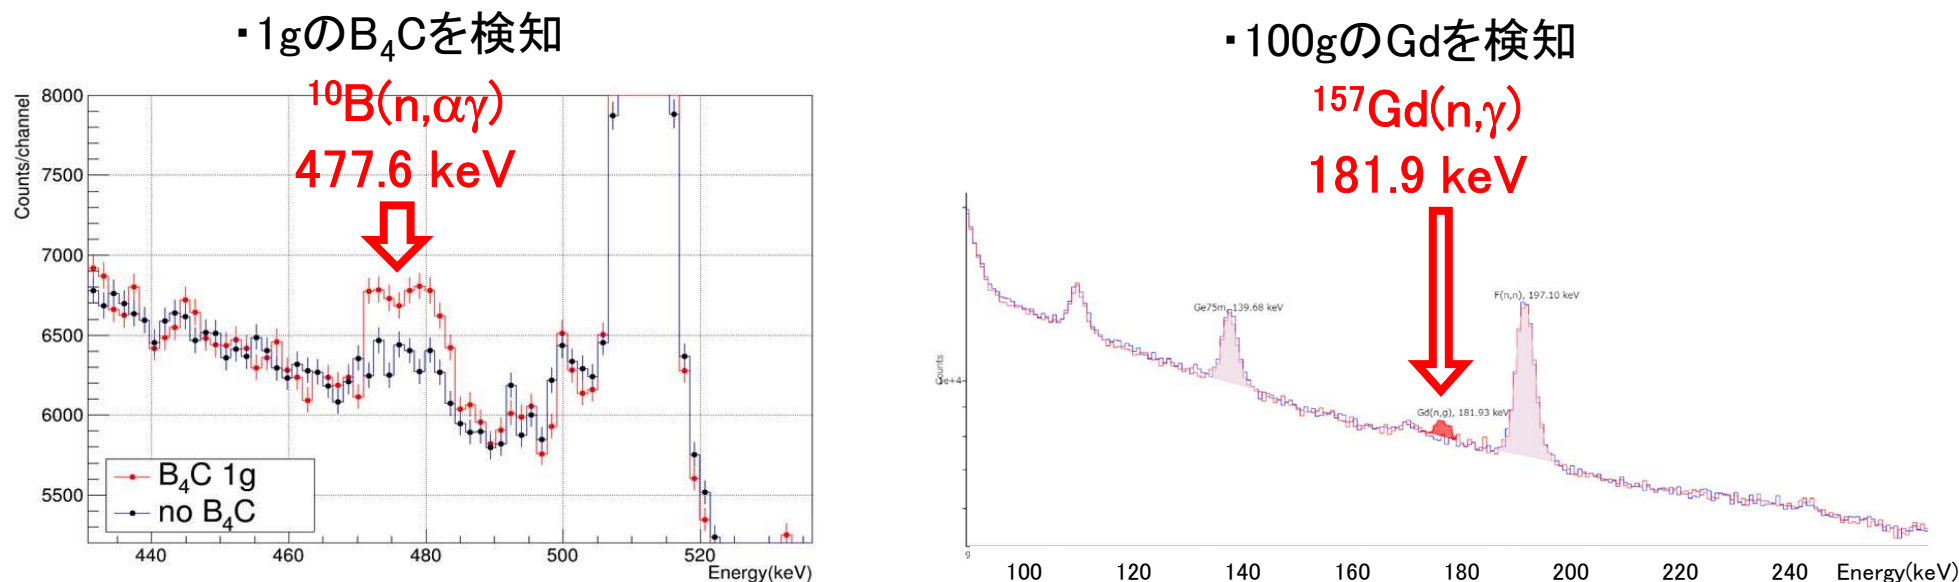 ・1gのB₄Cを検知
¹⁰B(n,αγ)
477.6 keV
Counts/channel
8000
7500
7000
6500
6000
5500
B₄C 1g
no B₄C
440
460
480
500
520
Energy(keV)
・100gのGdを検知
¹⁵⁷Gd(n,γ)
181.9 keV
Ge75m, 139.68 keV
F(n,n), 197.10 keV
Gd(n,g), 181.93 keV
Counts
e+4
9
100
120
140
160
180
200
220
240
Energy(keV)